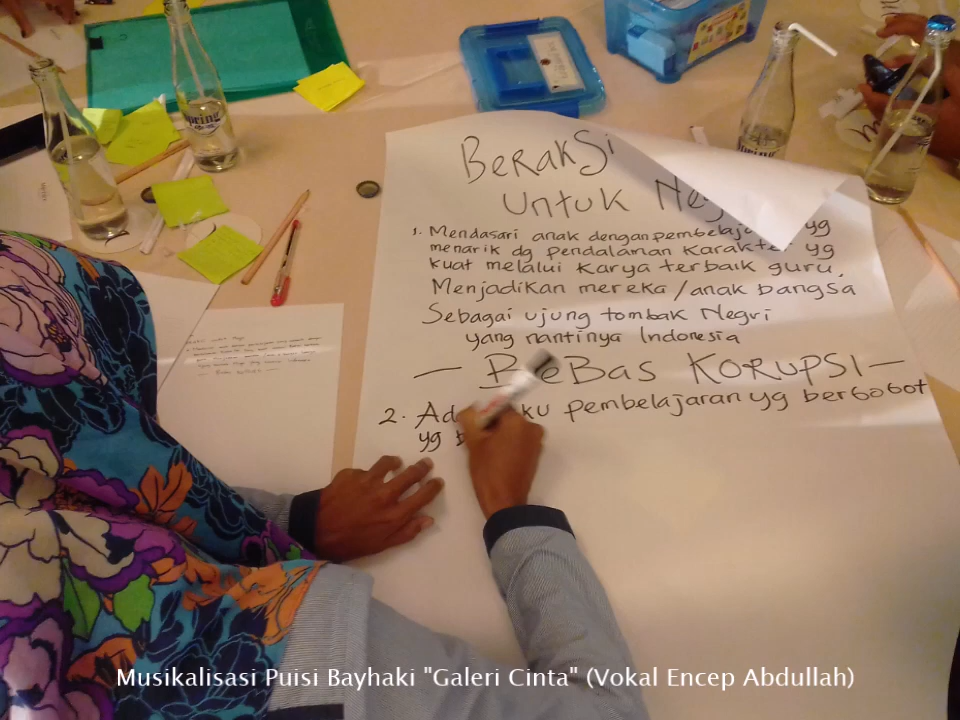 BERAKSi
UNTUK
1. Mendasari anak dengan pembelajaran yg
menarik dg pendalaman karakter yg
kuat melalui karya terbaik guru.
Menjadikan mereka / anak bangsa
Sebagai ujung tombak Negri
yang nantinya Indonesia
— BeBas KORUPSI —
2. pembelajaran yg berbobot
yg
Musikalisasi Puisi Bayhaki "Galeri Cinta" (Vokal Encep Abdullah)